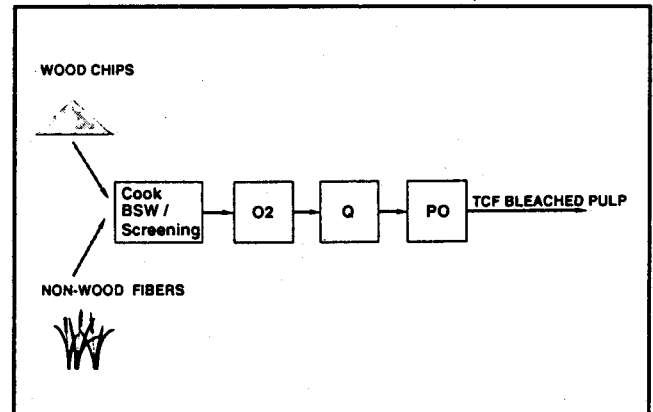 WOOD CHIPS
Cook
BSW /
Screening
O2
Q
PO
TCF BLEACHED PULP
NON-WOOD FIBERS